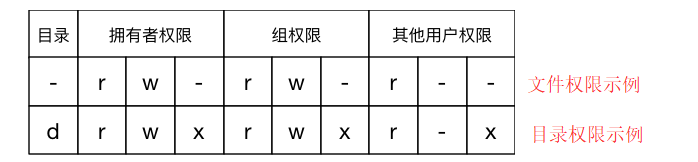 目录 拥有者权限 组权限 其他用户权限
- r w - r w - r - - 文件权限示例
d r w x r w x r - x 目录权限示例